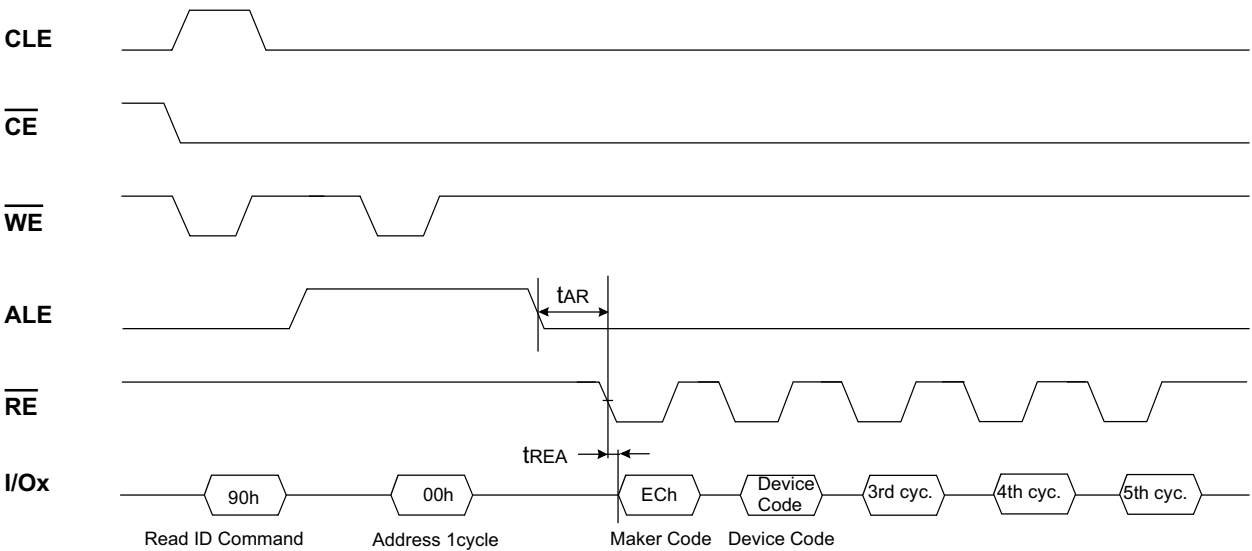 CLE
CE
WE
ALE
tAR
RE
tREA
I/Ox
90h
00h
ECh
Device
Code
3rd cyc.
4th cyc.
5th cyc.
Read ID Command
Address 1cycle
Maker Code
Device Code